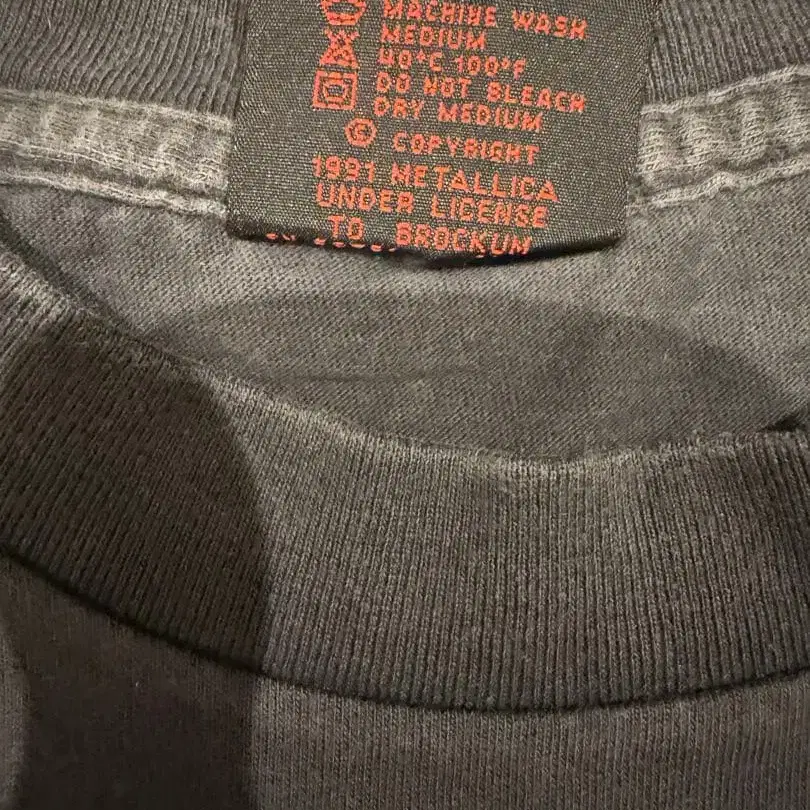 MACHINE WASH
MEDIUM
40°C 100°F
DO NOT BLEACH
DRY MEDIUM
© COPYRIGHT
1991 METALLICA
UNDER LICENSE
TO BROCKUM